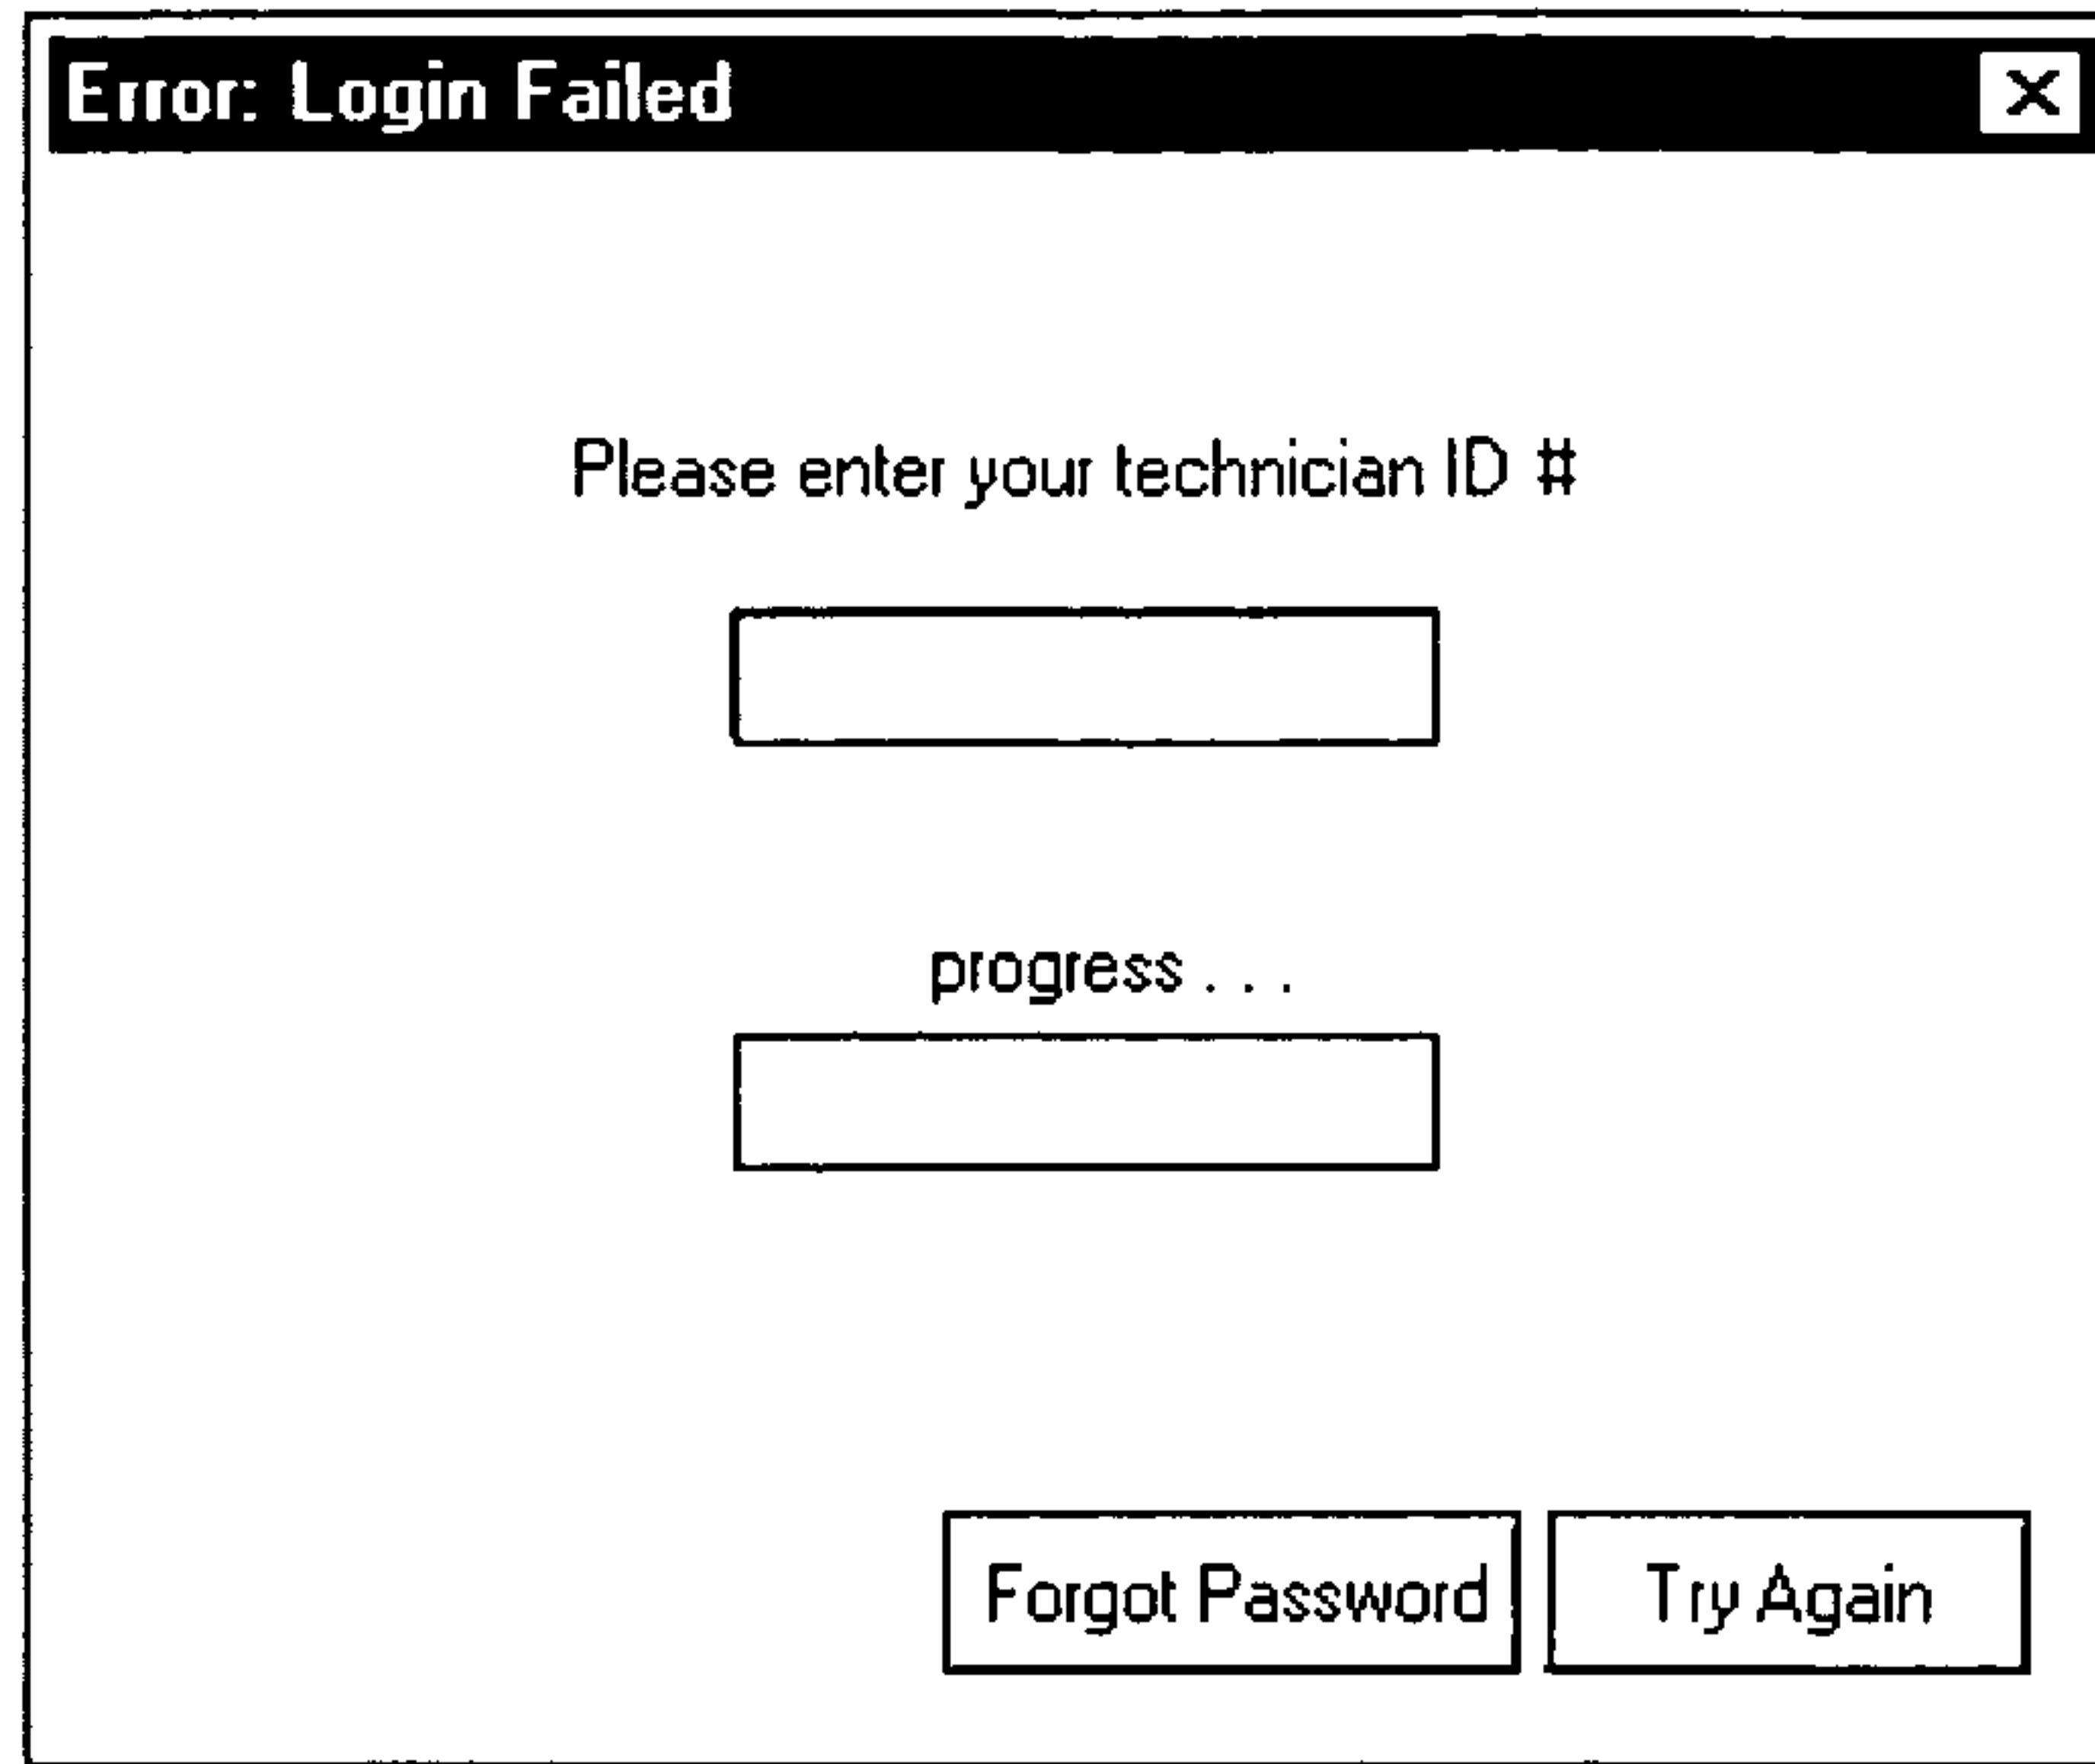 Error: Login Failed
Please enter your technician ID #
progress . . .
Forgot Password
Try Again